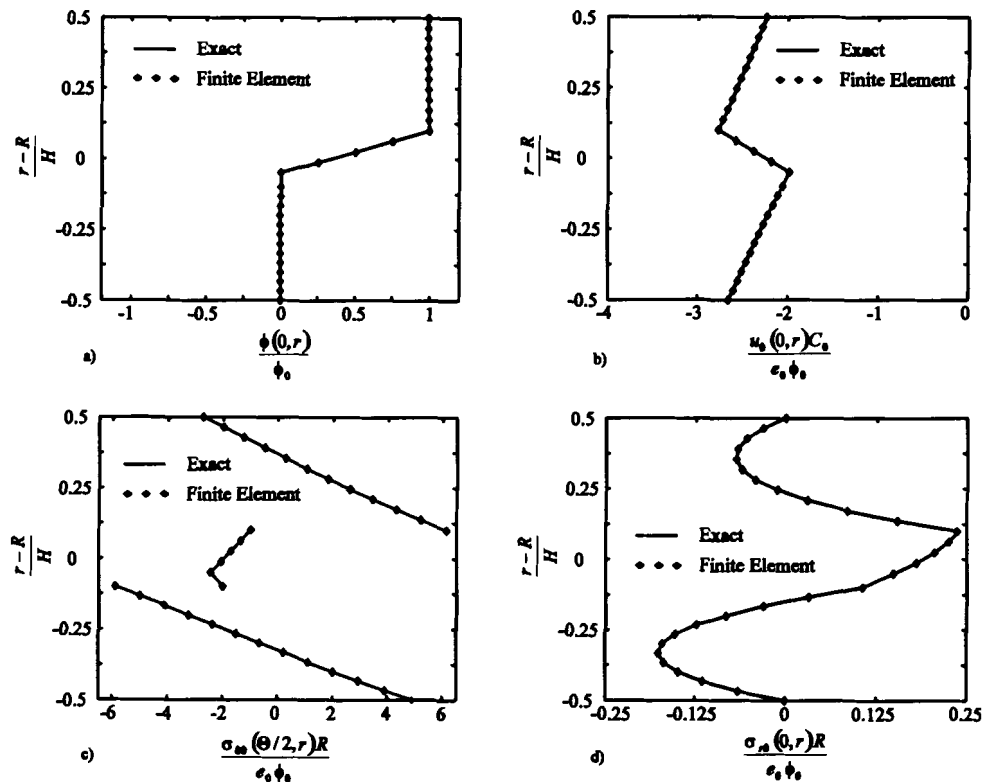 0.5
0.25
0
-0.25
-0.5
r − R
H
Exact
Finite Element
-1 -0.5 0 0.5 1
ϕ(0,r)
ϕ₀
a)
0.5
0.25
0
-0.25
-0.5
r − R
H
Exact
Finite Element
-4 -3 -2 -1 0
u₀(0,r)C₀
e₀ϕ₀
b)
0.5
0.25
0
-0.25
-0.5
r − R
H
Exact
Finite Element
-6 -4 -2 0 2 4 6
σ_θθ(Θ/2,r)R
e₀ϕ₀
c)
0.5
0.25
0
-0.25
-0.5
r − R
H
Exact
Finite Element
-0.25 -0.125 0 0.125 0.25
σ_rθ(0,r)R
e₀ϕ₀
d)